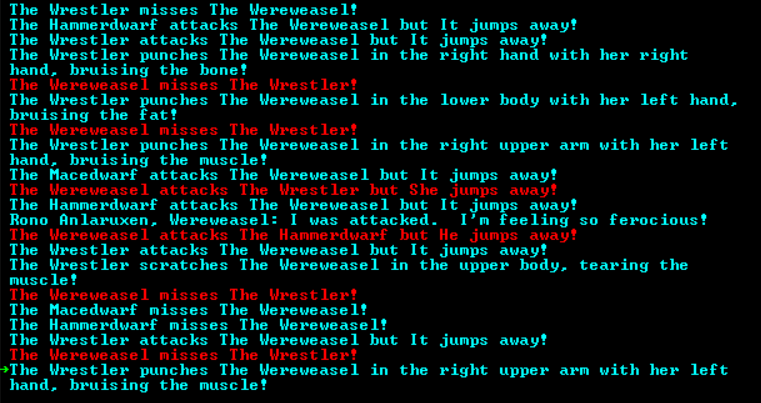 The Wrestler misses The Wereweasel!
The Hammerdwarf attacks The Wereweasel but It jumps away!
The Wrestler attacks The Wereweasel but It jumps away!
The Wrestler punches The Wereweasel in the right hand with her right
hand, bruising the bone!
The Wereweasel misses The Wrestler!
The Wrestler punches The Wereweasel in the lower body with her left hand,
bruising the fat!
The Wereweasel misses The Wrestler!
The Wrestler punches The Wereweasel in the right upper arm with her left
hand, bruising the muscle!
The Macedwarf attacks The Wereweasel but It jumps away!
The Wereweasel attacks The Wrestler but She jumps away!
The Hammerdwarf attacks The Wereweasel but It jumps away!
Rono Anlaruxen, Wereweasel: I was attacked.  I'm feeling so ferocious!
The Wereweasel attacks The Hammerdwarf but He jumps away!
The Wrestler attacks The Wereweasel but It jumps away!
The Wrestler scratches The Wereweasel in the upper body, tearing the
muscle!
The Wereweasel misses The Wrestler!
The Macedwarf misses The Wereweasel!
The Hammerdwarf misses The Wereweasel!
The Wrestler attacks The Wereweasel but It jumps away!
The Wereweasel misses The Wrestler!
→The Wrestler punches The Wereweasel in the right upper arm with her left
hand, bruising the muscle!